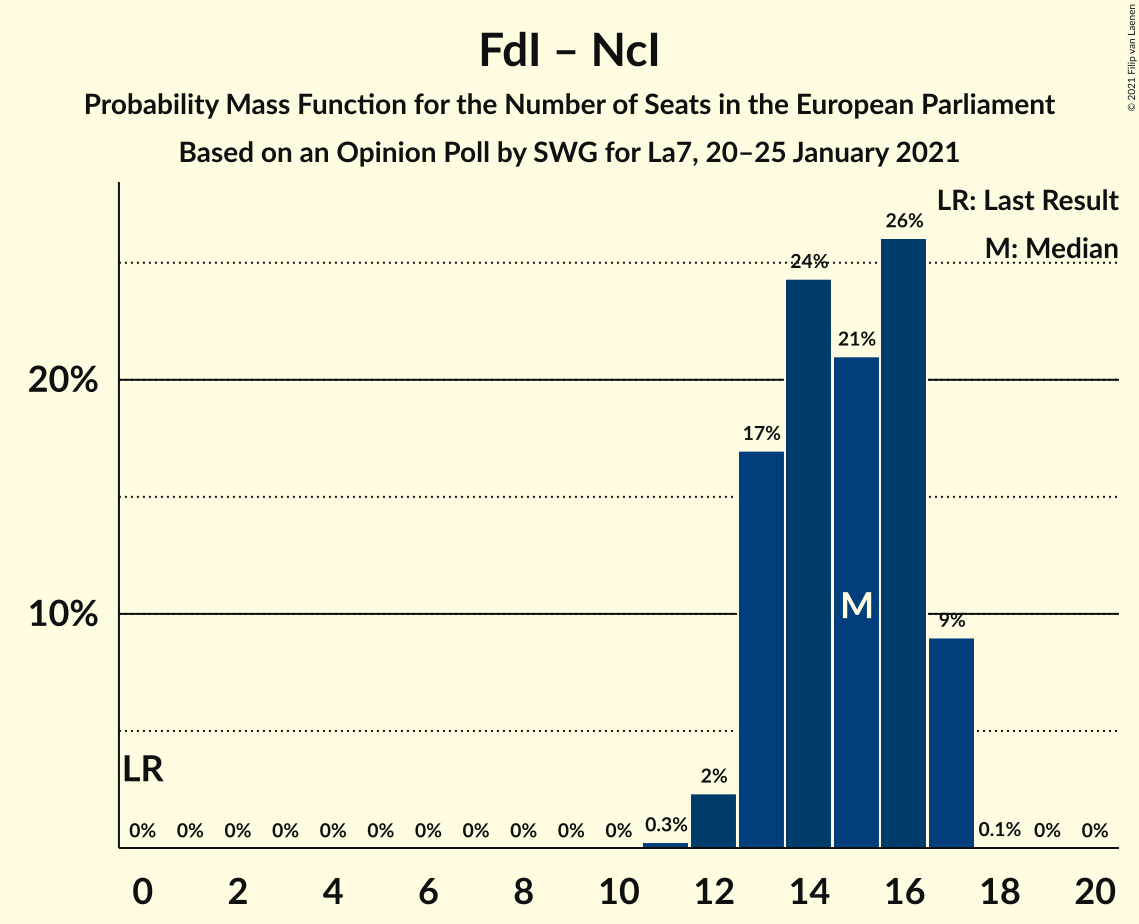 FdI – NcI
Probability Mass Function for the Number of Seats in the European Parliament
Based on an Opinion Poll by SWG for La7, 20–25 January 2021
© 2021 Filip van Laenen
LR: Last Result
M: Median
20%
10%
LR
M
0% 0% 0% 0% 0% 0% 0% 0% 0% 0% 0% 0.3% 2% 17% 24% 21% 26% 9% 0.1% 0% 0%
0 2 4 6 8 10 12 14 16 18 20